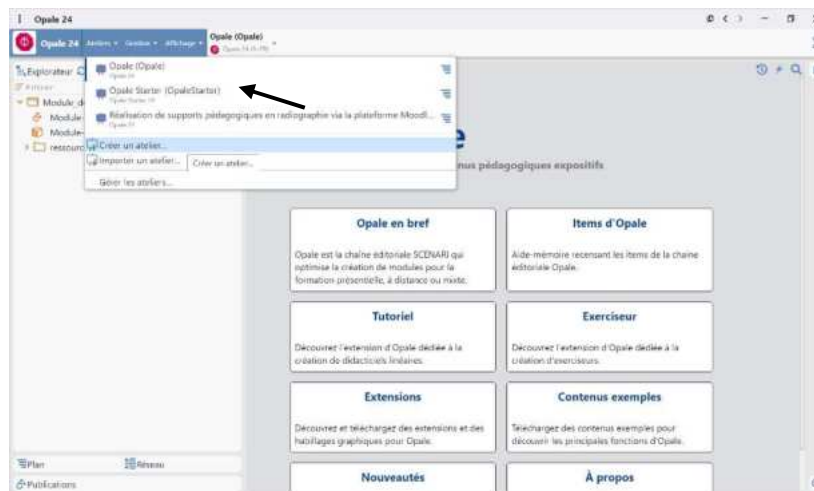 Opale 24
Opale 24 Ateliers Gestion Affichage Opale (Opale)
Explorateur
Opale (Opale)
Opale 24
Filtrer
Opale Starter (OpaleStarter)
Module_d
Module
Réalisation de supports pédagogiques en radiographie via la plateforme Moodl...
Module-
ressourc
Créer un atelier...
Importer un atelier...
Créer un atelier...
Gérer les ateliers...
nus pédagogiques expositifs
Opale en bref
Opale est la chaîne éditoriale SCENARI qui
optimise la création de modules pour la
formation présentielle, à distance ou mixte.
Items d'Opale
Aide-mémoire recensant les items de la chaîne
éditoriale Opale.
Tutoriel
Découvrez l'extension d'Opale dédiée à la
création de didacticiels linéaires.
Exerciseur
Découvrez l'extension d'Opale dédiée à la
création d'exerciseurs.
Extensions
Découvrez et téléchargez des extensions et des
habillages graphiques pour Opale.
Contenus exemples
Téléchargez des contenus exemples pour
découvrir les principales fonctions d'Opale.
Nouveautés
À propos
Plan
Réseau
Publications